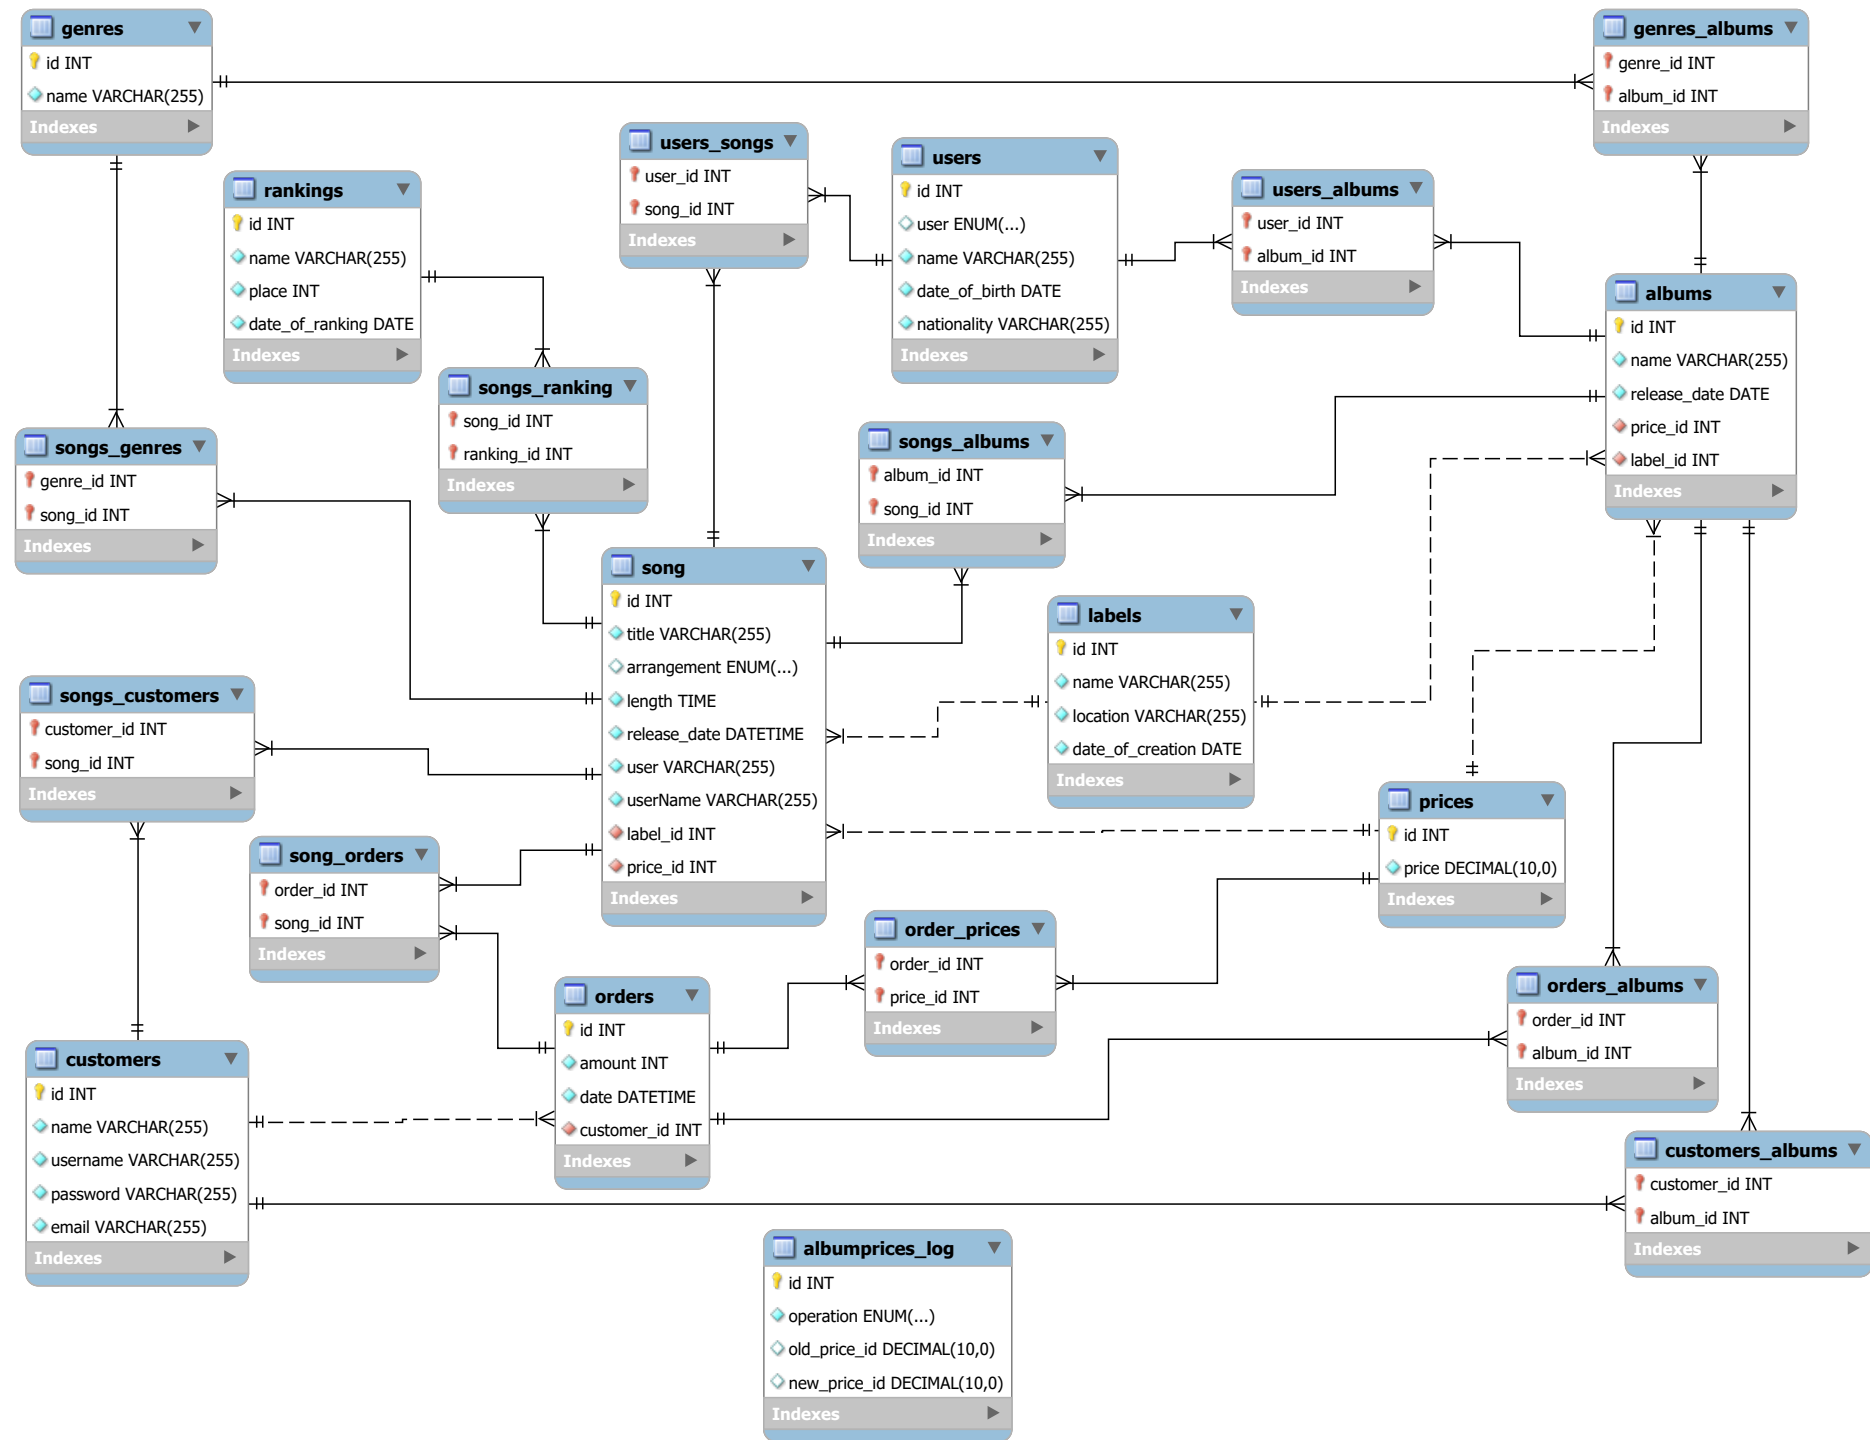 genres
id INT
name VARCHAR(255)
Indexes
genres_albums
genre_id INT
album_id INT
Indexes
users_songs
user_id INT
song_id INT
Indexes
users
id INT
user ENUM(...)
name VARCHAR(255)
date_of_birth DATE
nationality VARCHAR(255)
Indexes
rankings
id INT
name VARCHAR(255)
place INT
date_of_ranking DATE
Indexes
users_albums
user_id INT
album_id INT
Indexes
albums
id INT
name VARCHAR(255)
release_date DATE
price_id INT
label_id INT
Indexes
songs_ranking
song_id INT
ranking_id INT
Indexes
songs_genres
genre_id INT
song_id INT
Indexes
songs_albums
album_id INT
song_id INT
Indexes
song
id INT
title VARCHAR(255)
arrangement ENUM(...)
length TIME
release_date DATETIME
user VARCHAR(255)
userName VARCHAR(255)
label_id INT
price_id INT
Indexes
labels
id INT
name VARCHAR(255)
location VARCHAR(255)
date_of_creation DATE
Indexes
songs_customers
customer_id INT
song_id INT
Indexes
prices
id INT
price DECIMAL(10,0)
Indexes
song_orders
order_id INT
song_id INT
Indexes
order_prices
order_id INT
price_id INT
Indexes
orders
id INT
amount INT
date DATETIME
customer_id INT
Indexes
orders_albums
order_id INT
album_id INT
Indexes
customers
id INT
name VARCHAR(255)
username VARCHAR(255)
password VARCHAR(255)
email VARCHAR(255)
Indexes
customers_albums
customer_id INT
album_id INT
Indexes
albumprices_log
id INT
operation ENUM(...)
old_price_id DECIMAL(10,0)
new_price_id DECIMAL(10,0)
Indexes